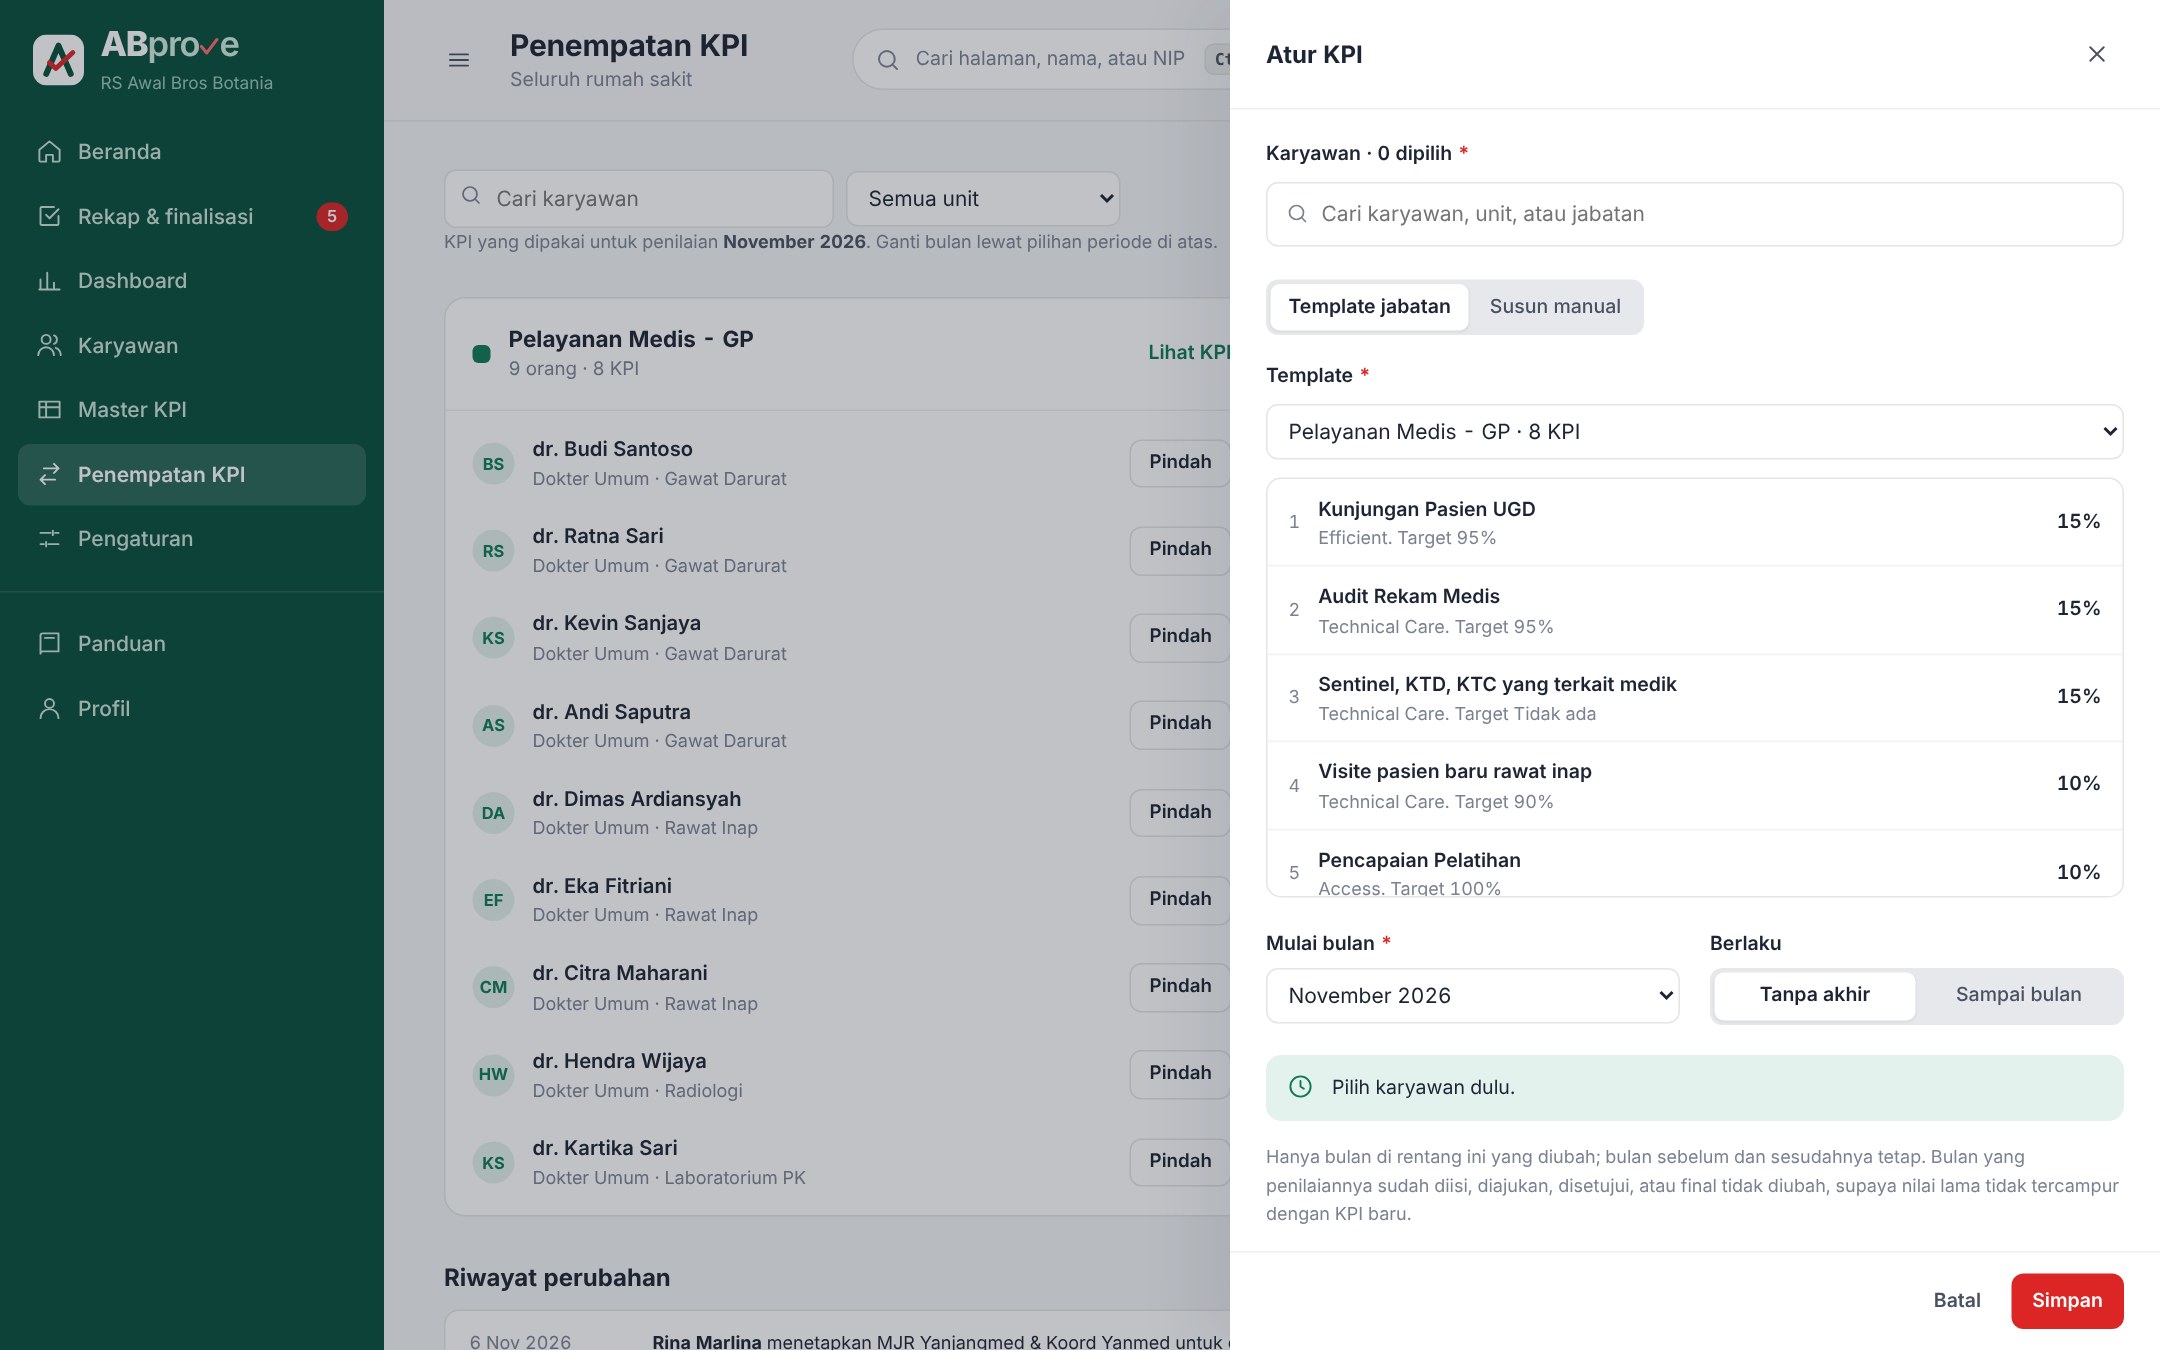 ABprove
RS Awal Bros Botania
Beranda
Rekap & finalisasi
5
Dashboard
Karyawan
Master KPI
Penempatan KPI
Pengaturan
Panduan
Profil
Penempatan KPI
Seluruh rumah sakit
Cari halaman, nama, atau NIP
Cari karyawan
Semua unit
KPI yang dipakai untuk penilaian November 2026. Ganti bulan lewat pilihan periode di atas.
Pelayanan Medis - GP
9 orang · 8 KPI
Lihat KPI
BS
dr. Budi Santoso
Dokter Umum · Gawat Darurat
Pindah
RS
dr. Ratna Sari
Dokter Umum · Gawat Darurat
Pindah
KS
dr. Kevin Sanjaya
Dokter Umum · Gawat Darurat
Pindah
AS
dr. Andi Saputra
Dokter Umum · Gawat Darurat
Pindah
DA
dr. Dimas Ardiansyah
Dokter Umum · Rawat Inap
Pindah
EF
dr. Eka Fitriani
Dokter Umum · Rawat Inap
Pindah
CM
dr. Citra Maharani
Dokter Umum · Rawat Inap
Pindah
HW
dr. Hendra Wijaya
Dokter Umum · Radiologi
Pindah
KS
dr. Kartika Sari
Dokter Umum · Laboratorium PK
Pindah
Riwayat perubahan
6 Nov 2026
Rina Marlina menetapkan MJR Yanjangmed & Koord Yanmed untuk
Atur KPI
Karyawan · 0 dipilih *
Cari karyawan, unit, atau jabatan
Template jabatan
Susun manual
Template *
Pelayanan Medis - GP · 8 KPI
1
Kunjungan Pasien UGD
Efficient. Target 95%
15%
2
Audit Rekam Medis
Technical Care. Target 95%
15%
3
Sentinel, KTD, KTC yang terkait medik
Technical Care. Target Tidak ada
15%
4
Visite pasien baru rawat inap
Technical Care. Target 90%
10%
5
Pencapaian Pelatihan
Access. Target 100%
10%
Mulai bulan *
November 2026
Berlaku
Tanpa akhir
Sampai bulan
Pilih karyawan dulu.
Hanya bulan di rentang ini yang diubah; bulan sebelum dan sesudahnya tetap. Bulan yang
penilaiannya sudah diisi, diajukan, disetujui, atau final tidak diubah, supaya nilai lama tidak tercampur
dengan KPI baru.
Batal
Simpan